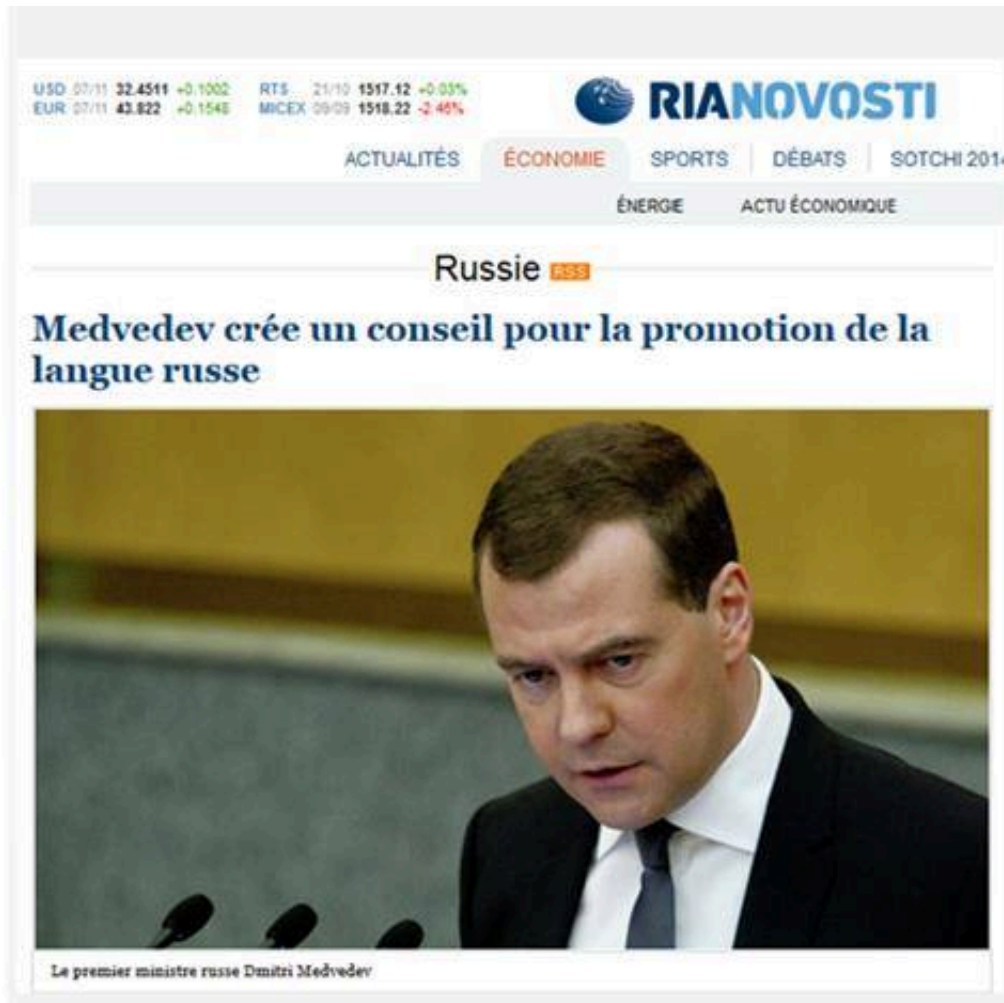 USD 07/11 32.4511 +0.1002 RTS 21/10 1517.12 +0.03%
EUR 07/11 43.822 +0.1548 MICEX 09/09 1518.22 -2.46%
RIANOVOSTI
ACTUALITÉS ÉCONOMIE SPORTS DÉBATS SOTCHI 2014
ÉNERGIE ACTU ÉCONOMIQUE
Russie RSS
Medvedev crée un conseil pour la promotion de la
langue russe
Le premier ministre russe Dmitri Medvedev